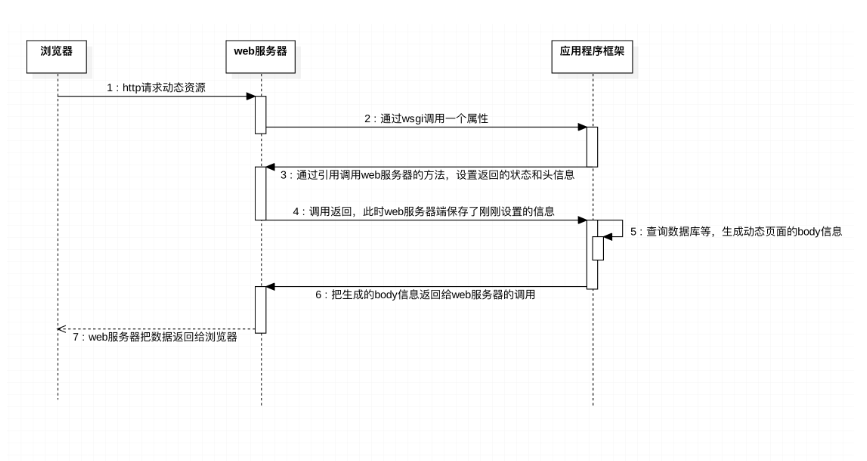 浏览器
web服务器
应用程序框架
1 : http请求动态资源
2 : 通过wsgi调用一个属性
3 : 通过引用调用web服务器的方法，设置返回的状态和头信息
4 : 调用返回，此时web服务器端保存了刚刚设置的信息
5 : 查询数据库等，生成动态页面的body信息
6 : 把生成的body信息返回给web服务器的调用
7 : web服务器把数据返回给浏览器